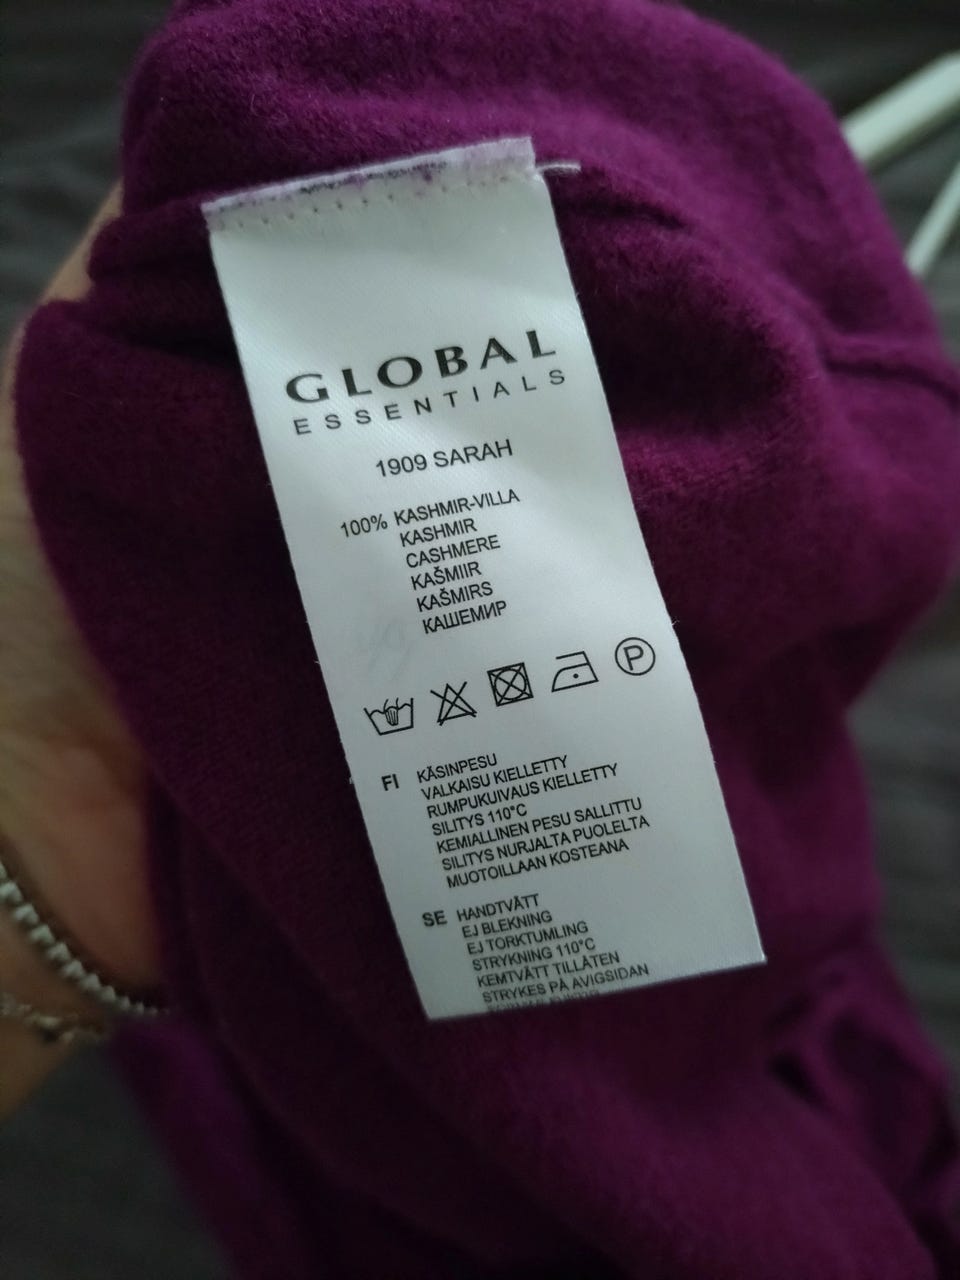 GLOBAL
ESSENTIALS
1909 SARAH
100% KASHMIR-VILLA
KASHMIR
CASHMERE
KAŠMIIR
KAŠMIRS
КАШЕМИР
P
FI KÄSINPESU
VALKAISU KIELLETTY
RUMPUKUIVAUS KIELLETTY
SILITYS 110°C
KEMIALLINEN PESU SALLITTU
SILITYS NURJALTA PUOLELTA
MUOTOILLAAN KOSTEANA
SE HANDTVÄTT
EJ BLEKNING
EJ TORKTUMLING
STRYKNING 110°C
KEMTVÄTT TILLÅTEN
STRYKES PÅ AVIGSIDAN